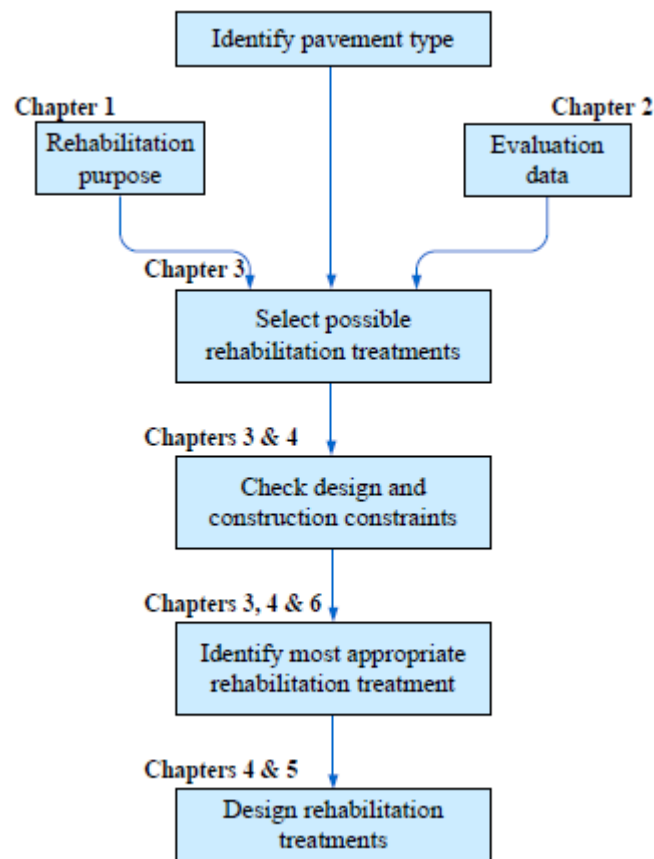 Identify pavement type
Chapter 1
Rehabilitation
purpose
Chapter 2
Evaluation
data
Chapter 3
Select possible
rehabilitation treatments
Chapters 3 & 4
Check design and
construction constraints
Chapters 3, 4 & 6
Identify most appropriate
rehabilitation treatment
Chapters 4 & 5
Design rehabilitation
treatments